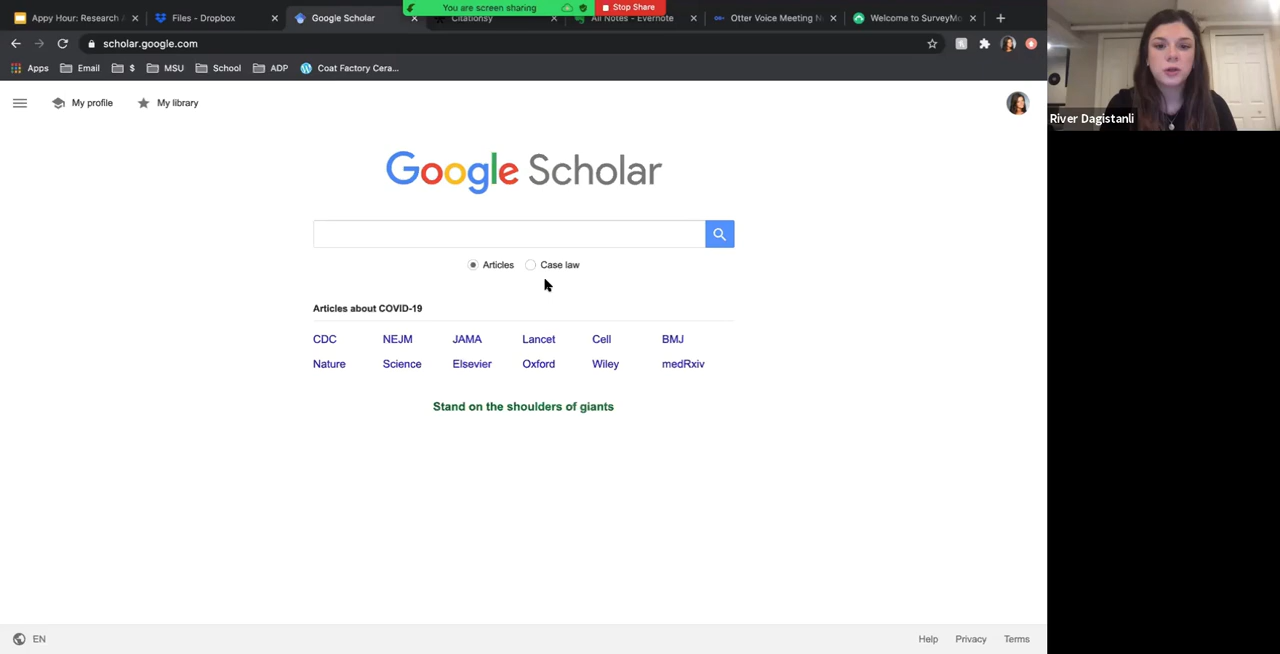 Appy Hour: Research A
Files - Dropbox
Google Scholar
You are screen sharing
Stop Share
Citationsy
All Notes - Evernote
Otter Voice Meeting N
Welcome to SurveyMo
scholar.google.com
Apps
Email
$
MSU
School
ADP
Coat Factory Cera...
My profile
My library
River Dagistanli
Google Scholar
Articles
Case law
Articles about COVID-19
CDC NEJM JAMA Lancet Cell BMJ
Nature Science Elsevier Oxford Wiley medRxiv
Stand on the shoulders of giants
EN
Help Privacy Terms